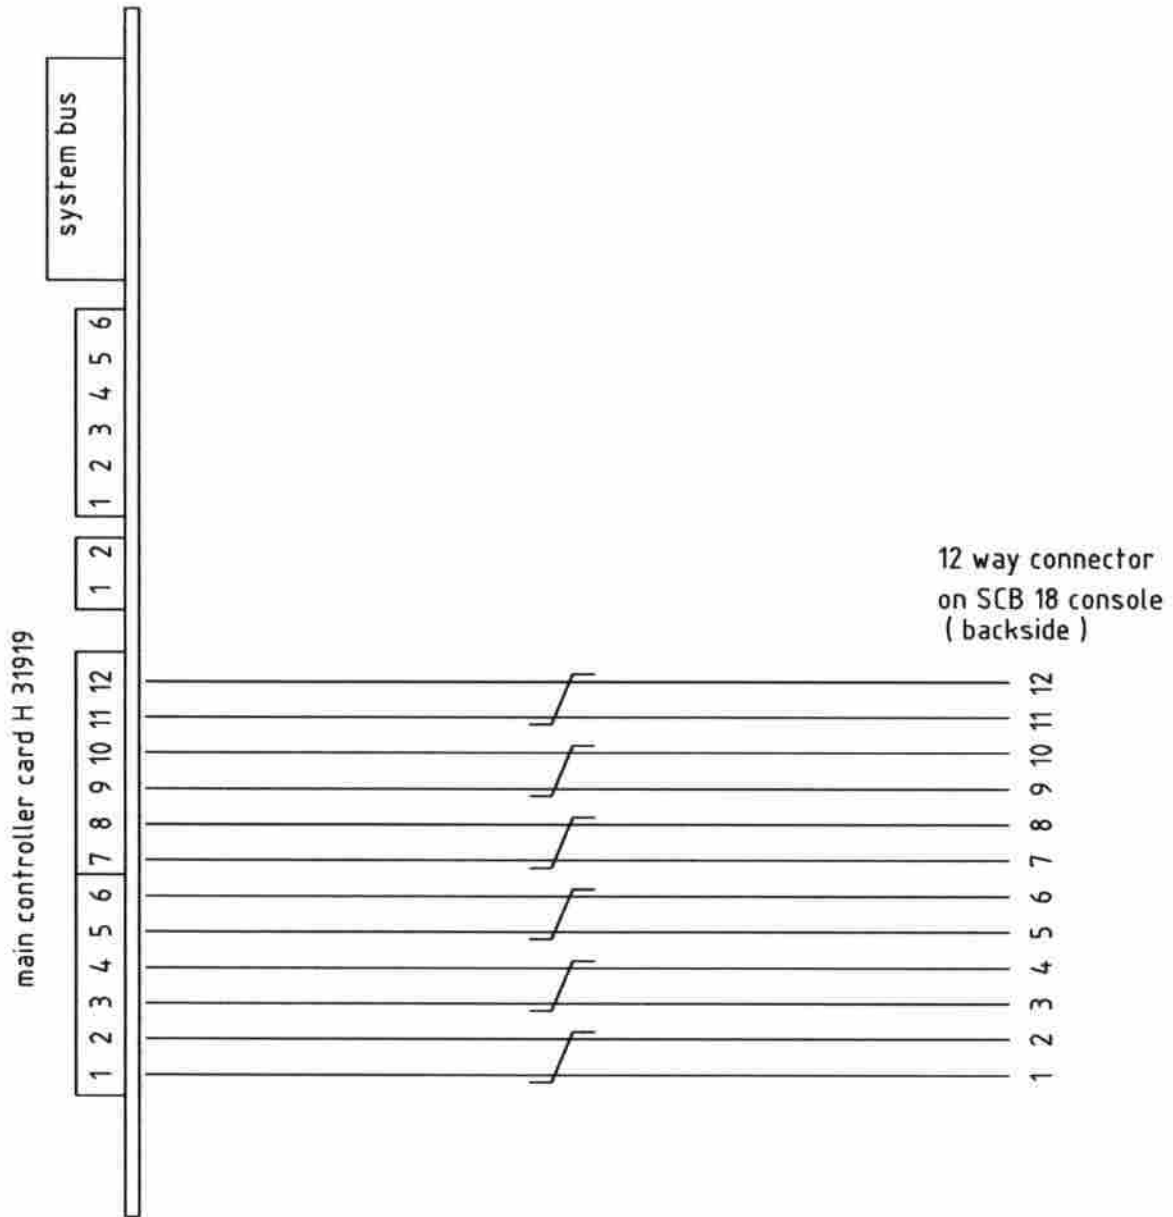 main controller card H 31919
system bus
1 2 3 4 5 6
1 2
1 2 3 4 5 6 7 8 9 10 11 12
12 way connector
on SCB 18 console
( backside )
12
11
10
9
8
7
6
5
4
3
2
1